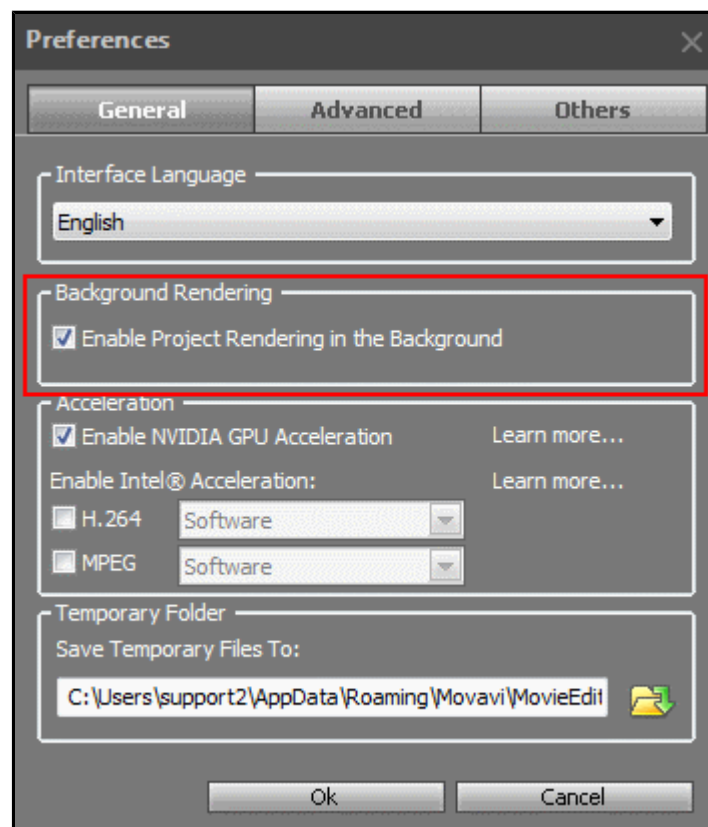 Preferences
General Advanced Others
Interface Language
English
Background Rendering
Enable Project Rendering in the Background
Acceleration
Enable NVIDIA GPU Acceleration Learn more...
Enable Intel® Acceleration: Learn more...
H.264 Software
MPEG Software
Temporary Folder
Save Temporary Files To:
C:\Users\support2\AppData\Roaming\Movavi\MovieEdit
Ok Cancel